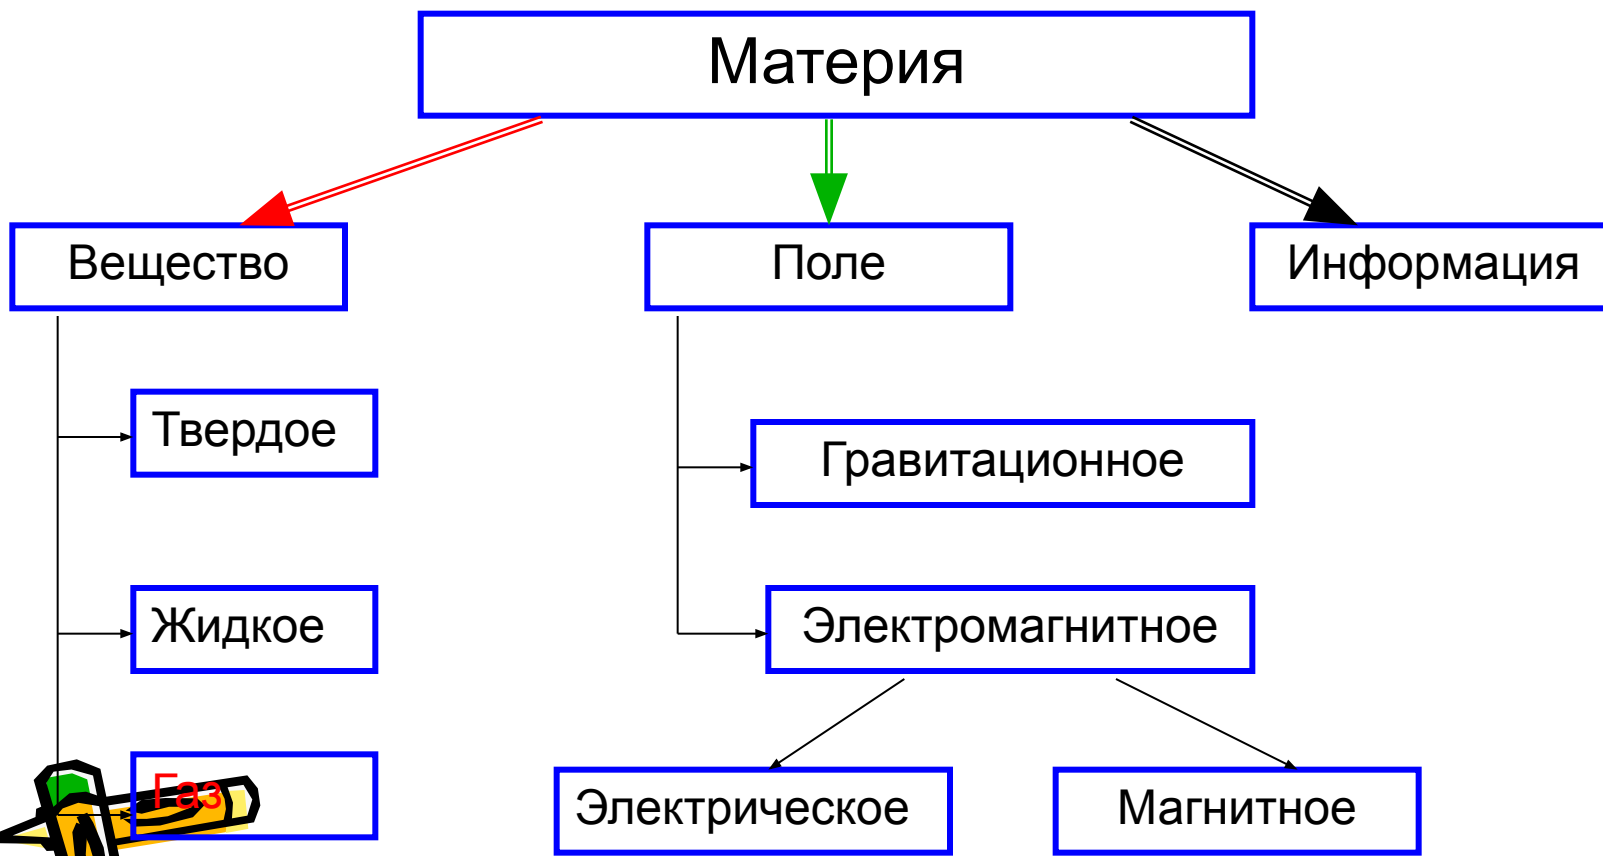 Материя
Вещество
Поле
Информация
Твердое
Гравитационное
Жидкое
Электромагнитное
Газ
Электрическое
Магнитное